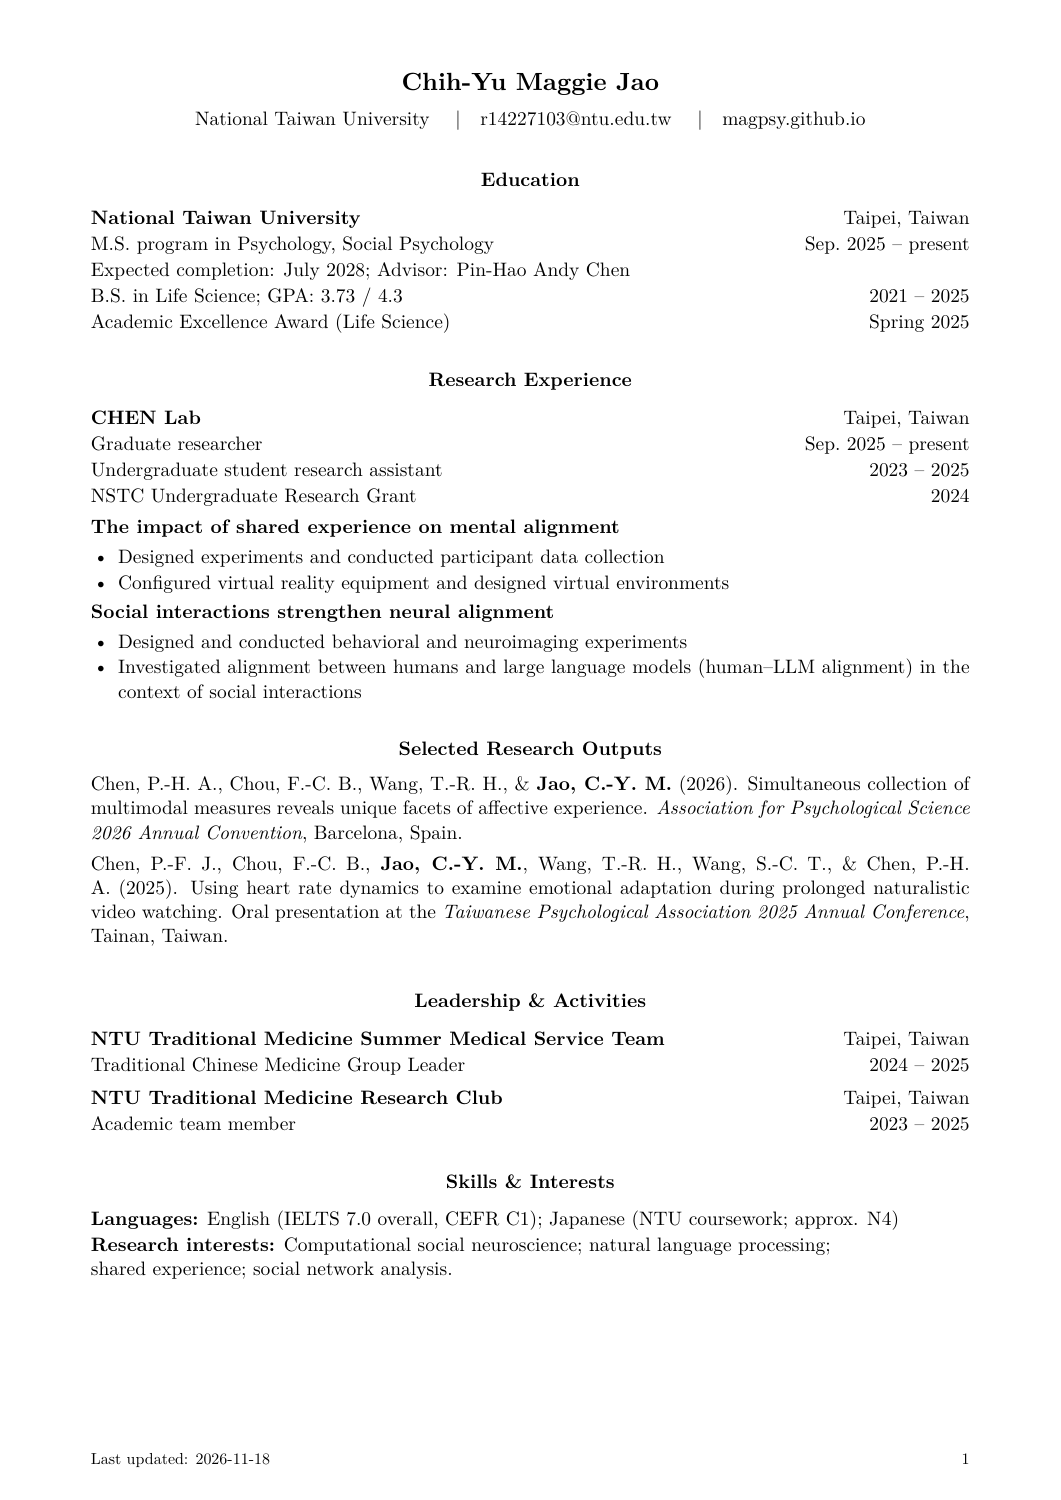 Chih-Yu Maggie Jao
National Taiwan University | r14227103@ntu.edu.tw | magpsy.github.io
Education
National Taiwan University Taipei, Taiwan
M.S. program in Psychology, Social Psychology Sep. 2025 – present
Expected completion: July 2028; Advisor: Pin-Hao Andy Chen
B.S. in Life Science; GPA: 3.73 / 4.3 2021 – 2025
Academic Excellence Award (Life Science) Spring 2025
Research Experience
CHEN Lab Taipei, Taiwan
Graduate researcher Sep. 2025 – present
Undergraduate student research assistant 2023 – 2025
NSTC Undergraduate Research Grant 2024
The impact of shared experience on mental alignment
• Designed experiments and conducted participant data collection
• Configured virtual reality equipment and designed virtual environments
Social interactions strengthen neural alignment
• Designed and conducted behavioral and neuroimaging experiments
• Investigated alignment between humans and large language models (human–LLM alignment) in the
context of social interactions
Selected Research Outputs
Chen, P.-H. A., Chou, F.-C. B., Wang, T.-R. H., & Jao, C.-Y. M. (2026). Simultaneous collection of
multimodal measures reveals unique facets of affective experience. Association for Psychological Science
2026 Annual Convention, Barcelona, Spain.
Chen, P.-F. J., Chou, F.-C. B., Jao, C.-Y. M., Wang, T.-R. H., Wang, S.-C. T., & Chen, P.-H.
A. (2025). Using heart rate dynamics to examine emotional adaptation during prolonged naturalistic
video watching. Oral presentation at the Taiwanese Psychological Association 2025 Annual Conference,
Tainan, Taiwan.
Leadership & Activities
NTU Traditional Medicine Summer Medical Service Team Taipei, Taiwan
Traditional Chinese Medicine Group Leader 2024 – 2025
NTU Traditional Medicine Research Club Taipei, Taiwan
Academic team member 2023 – 2025
Skills & Interests
Languages: English (IELTS 7.0 overall, CEFR C1); Japanese (NTU coursework; approx. N4)
Research interests: Computational social neuroscience; natural language processing;
shared experience; social network analysis.
Last updated: 2026-11-18 1